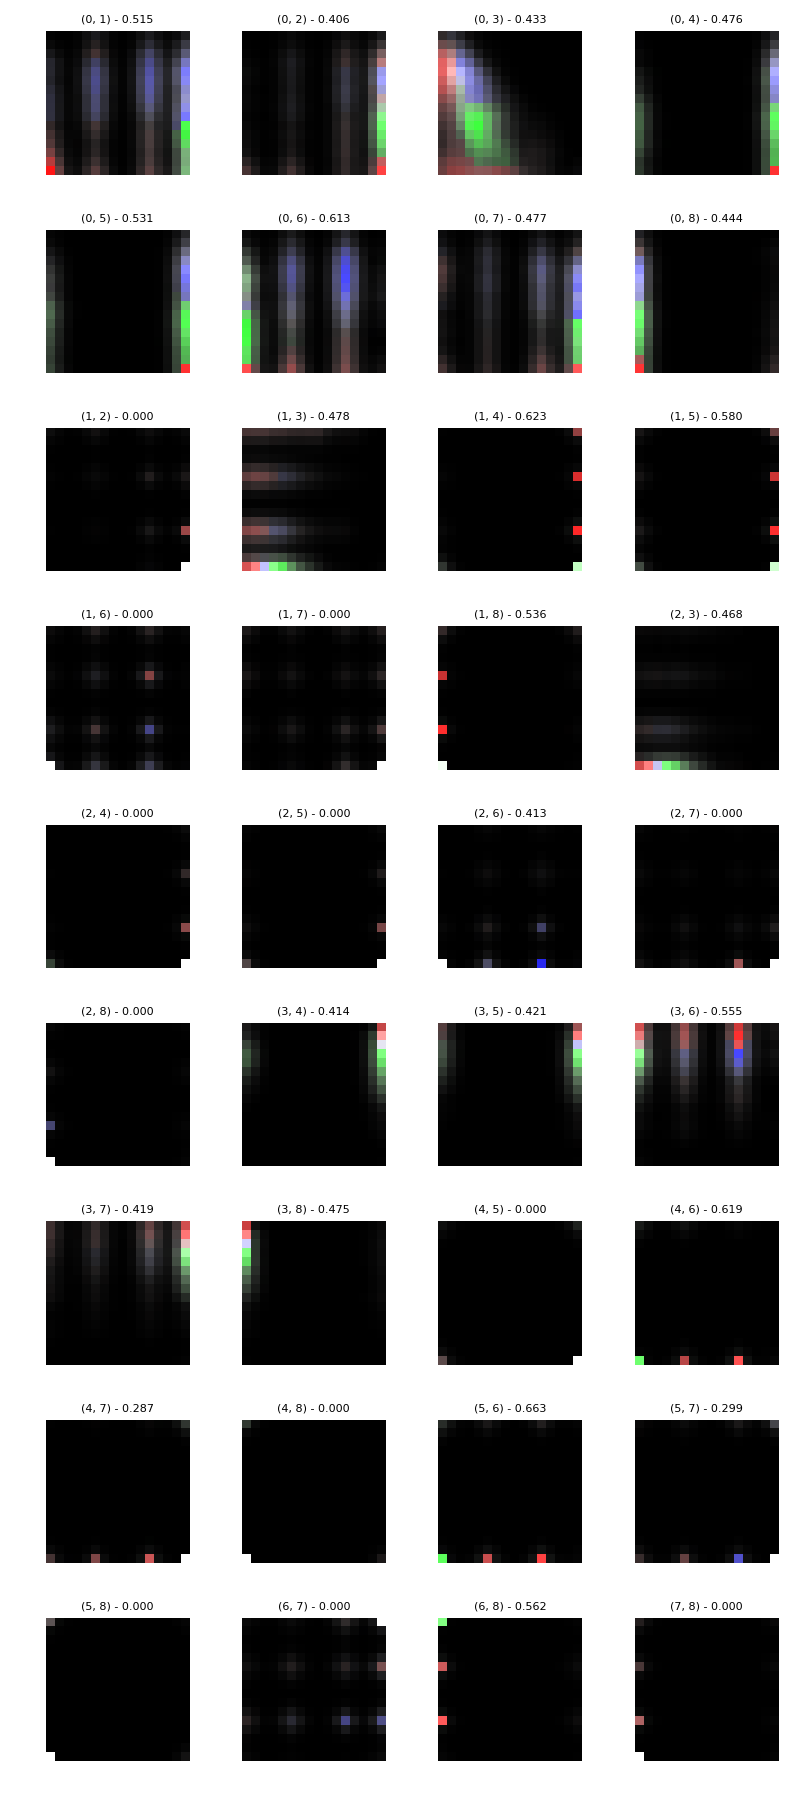 (0, 1) - 0.515 (0, 2) - 0.406 (0, 3) - 0.433 (0, 4) - 0.476
(0, 5) - 0.531 (0, 6) - 0.613 (0, 7) - 0.477 (0, 8) - 0.444
(1, 2) - 0.000 (1, 3) - 0.478 (1, 4) - 0.623 (1, 5) - 0.580
(1, 6) - 0.000 (1, 7) - 0.000 (1, 8) - 0.536 (2, 3) - 0.468
(2, 4) - 0.000 (2, 5) - 0.000 (2, 6) - 0.413 (2, 7) - 0.000
(2, 8) - 0.000 (3, 4) - 0.414 (3, 5) - 0.421 (3, 6) - 0.555
(3, 7) - 0.419 (3, 8) - 0.475 (4, 5) - 0.000 (4, 6) - 0.619
(4, 7) - 0.287 (4, 8) - 0.000 (5, 6) - 0.663 (5, 7) - 0.299
(5, 8) - 0.000 (6, 7) - 0.000 (6, 8) - 0.562 (7, 8) - 0.000